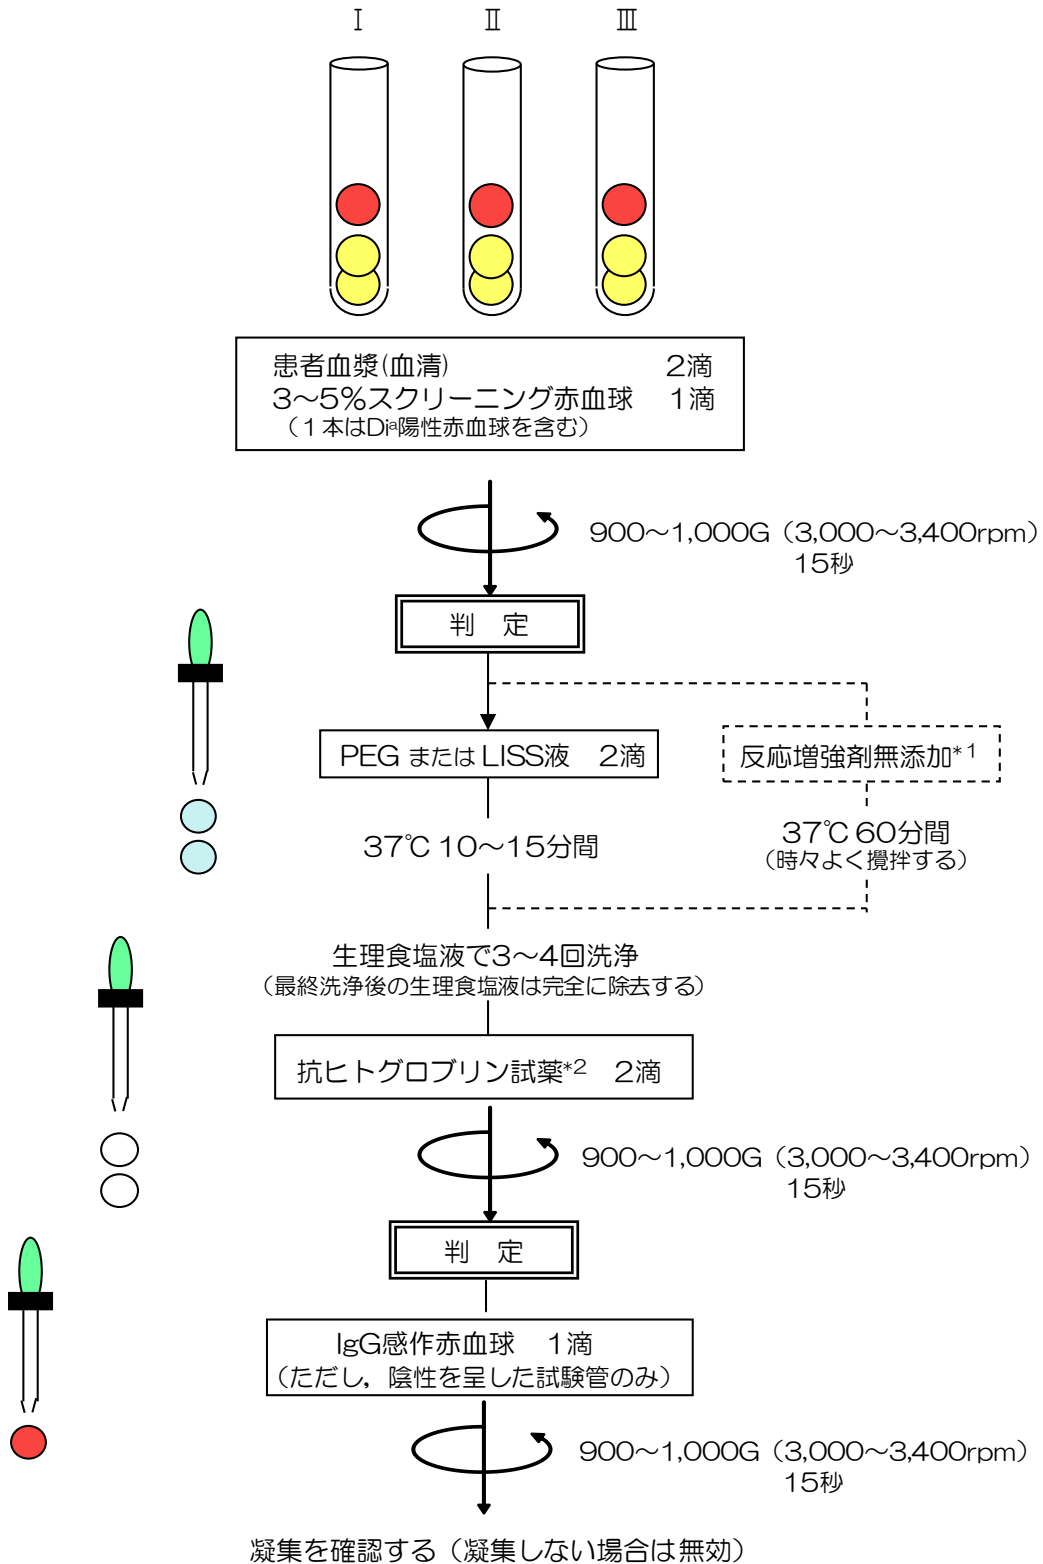 Ⅰ Ⅱ Ⅲ
患者血漿(血清) 2滴
3～5%スクリーニング赤血球 1滴
（1本はDiᵃ陽性赤血球を含む）
900～1,000G（3,000～3,400rpm）
15秒
判 定
PEG または LISS液 2滴
反応増強剤無添加*1
37℃ 10～15分間
37℃ 60分間
（時々よく攪拌する）
生理食塩液で3～4回洗浄
（最終洗浄後の生理食塩液は完全に除去する）
抗ヒトグロブリン試薬*2 2滴
900～1,000G（3,000～3,400rpm）
15秒
判 定
IgG感作赤血球 1滴
（ただし，陰性を呈した試験管のみ）
900～1,000G（3,000～3,400rpm）
15秒
凝集を確認する（凝集しない場合は無効）